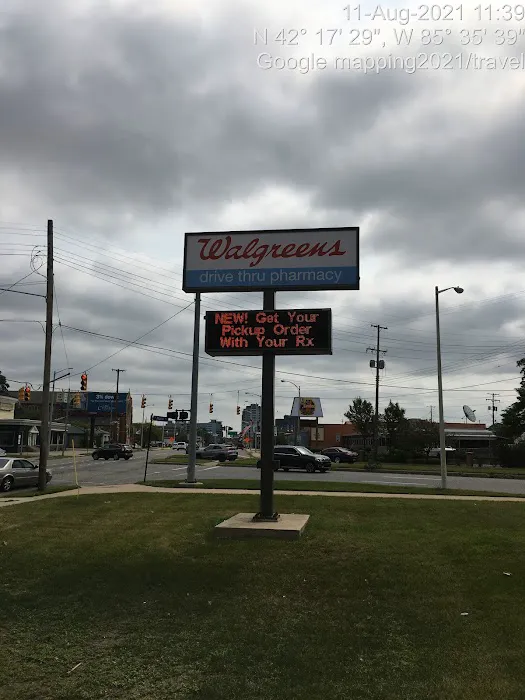 11-Aug-2021 11:39
N 42° 17' 29", W 85° 35' 39"
Google mapping2021/travel
Walgreens
drive thru pharmacy
NEW! Get Your
Pickup Order
With Your Rx